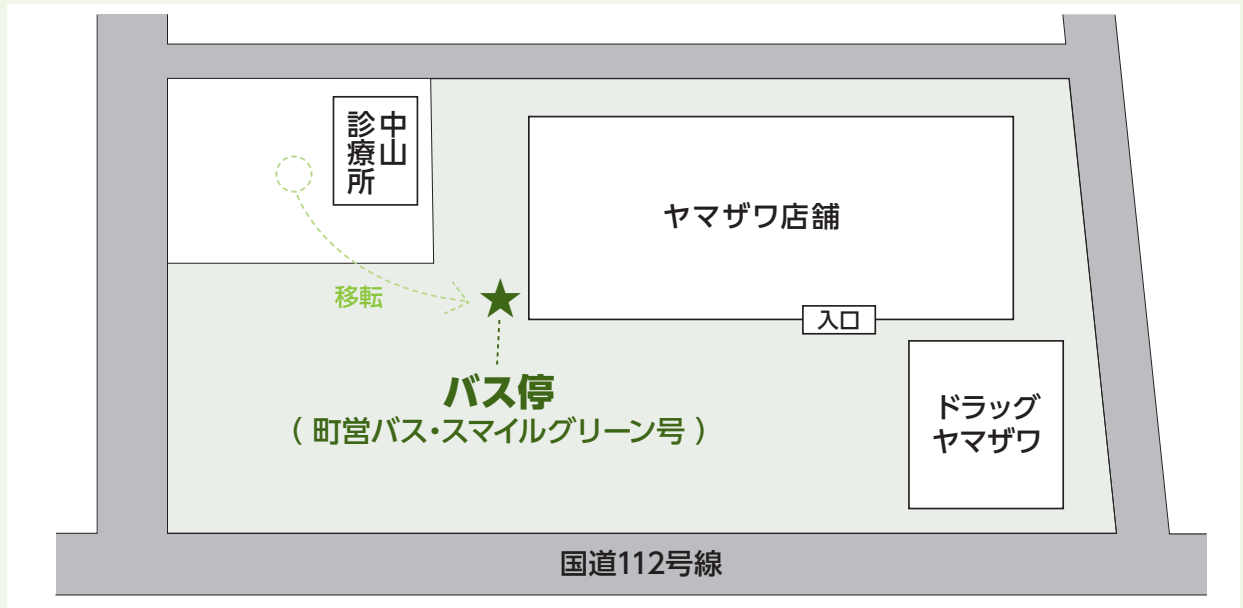 中山
診療所
ヤマザワ店舗
移転
入口
バス停
（ 町営バス・スマイルグリーン号 ）
ドラッグ
ヤマザワ
国道112号線